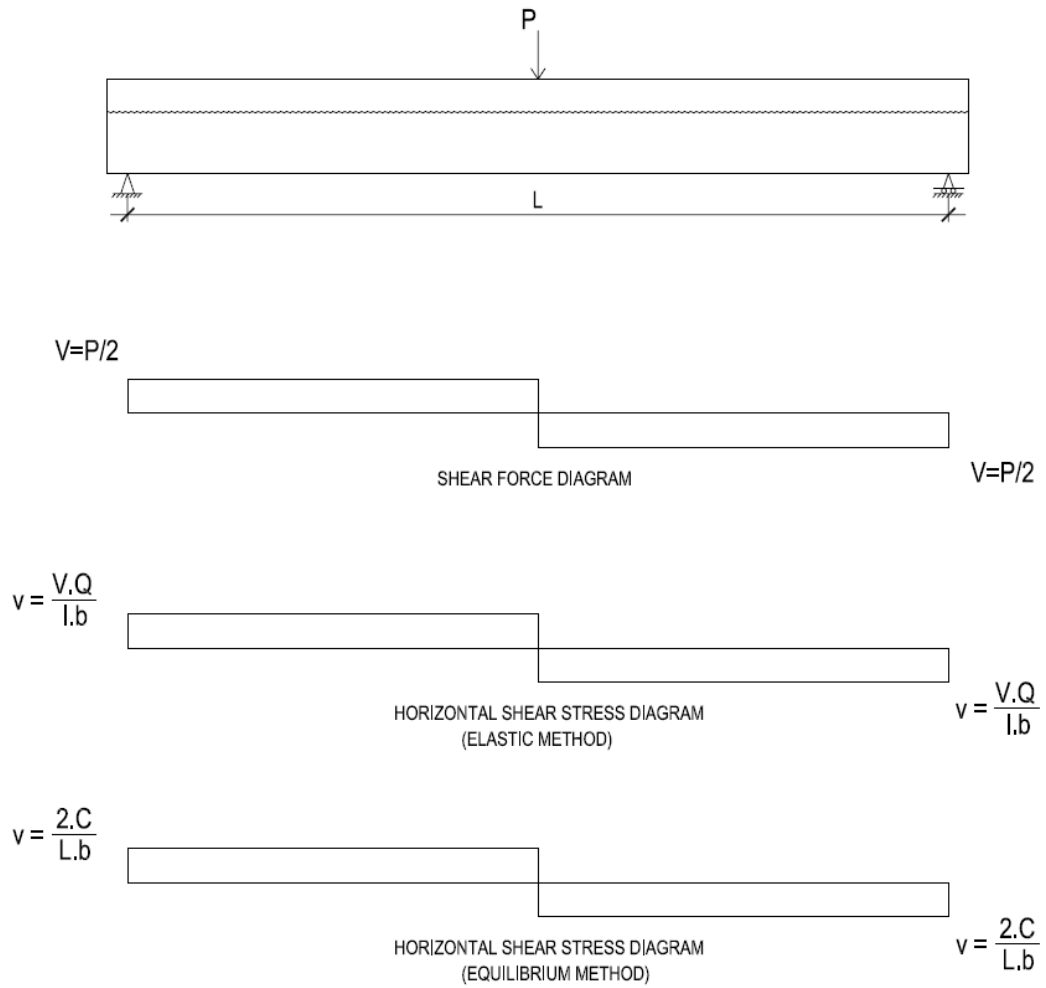 P
L
V=P/2
SHEAR FORCE DIAGRAM
V=P/2
v = V.Q
I.b
HORIZONTAL SHEAR STRESS DIAGRAM
(ELASTIC METHOD)
v = V.Q
I.b
v = 2.C
L.b
HORIZONTAL SHEAR STRESS DIAGRAM
(EQUILIBRIUM METHOD)
v = 2.C
L.b